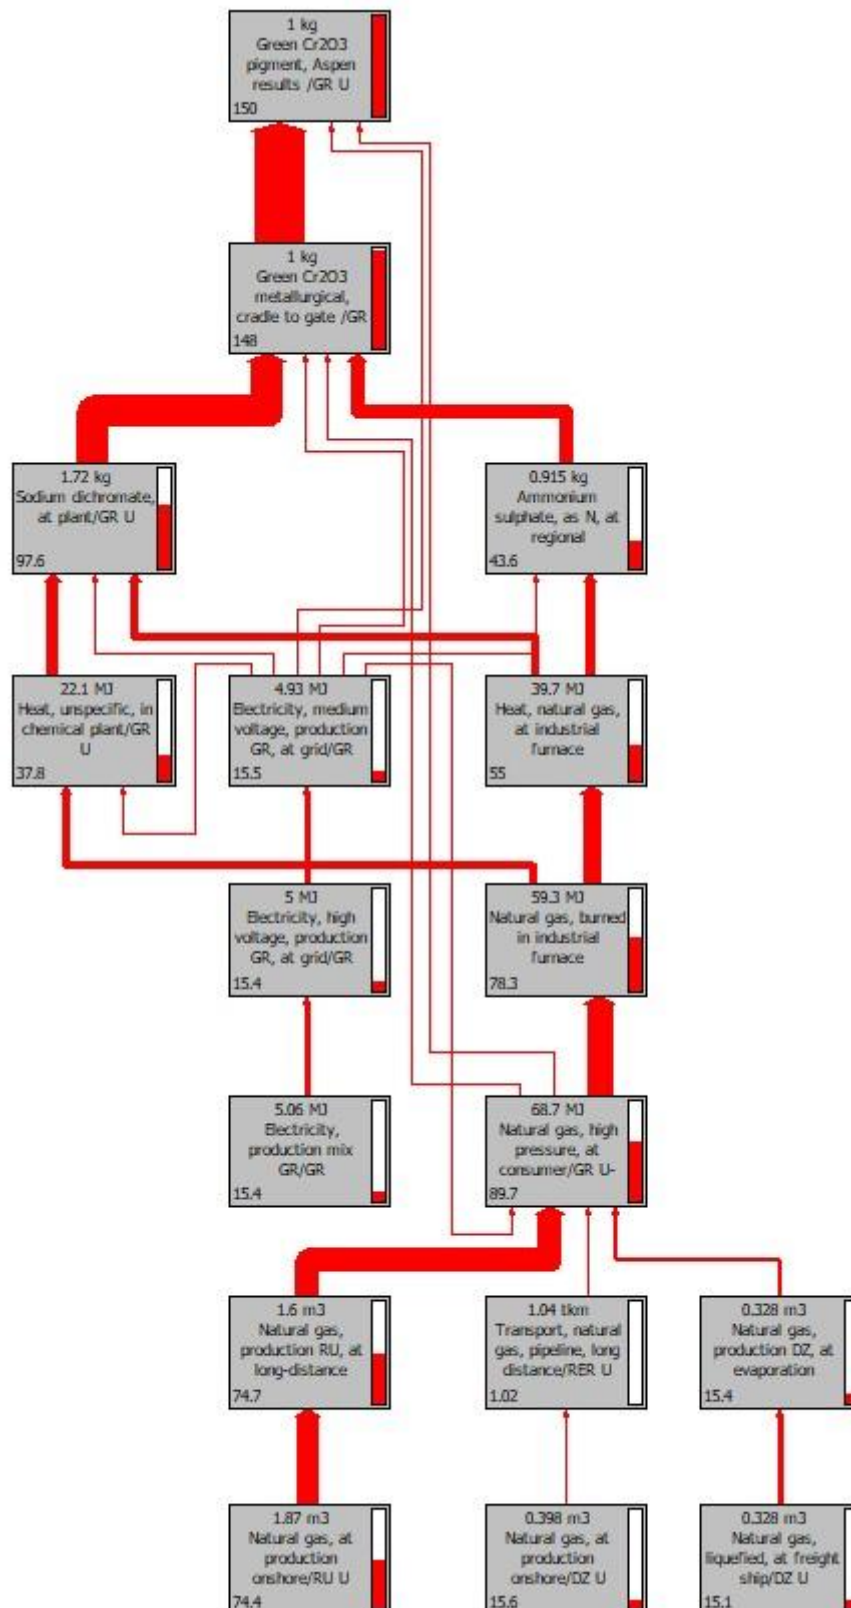 1 kg
Green Cr2O3
pigment, Aspen
results /GR U
150
1 kg
Green Cr2O3
metallurgical,
cradle to gate /GR
148
1.72 kg
Sodium dichromate,
at plant/GR U
97.6
0.915 kg
Ammonium
sulphate, as N, at
regional
43.6
22.1 MJ
Heat, unspecific, in
chemical plant/GR
U
37.8
4.93 MJ
Electricity, medium
voltage, production
GR, at grid/GR
15.5
39.7 MJ
Heat, natural gas,
at industrial
furnace
55
5 MJ
Electricity, high
voltage, production
GR, at grid/GR
15.4
59.3 MJ
Natural gas, burned
in industrial
furnace
78.3
5.06 MJ
Electricity,
production mix
GR/GR
15.4
68.7 MJ
Natural gas, high
pressure, at
consumer/GR U-
89.7
1.6 m3
Natural gas,
production RU, at
long-distance
74.7
1.04 tkm
Transport, natural
gas, pipeline, long
distance/RER U
1.02
0.328 m3
Natural gas,
production DZ, at
evaporation
15.4
1.87 m3
Natural gas, at
production
onshore/RU U
74.4
0.398 m3
Natural gas, at
production
onshore/DZ U
15.6
0.328 m3
Natural gas,
liquefied, at freight
ship/DZ U
15.1